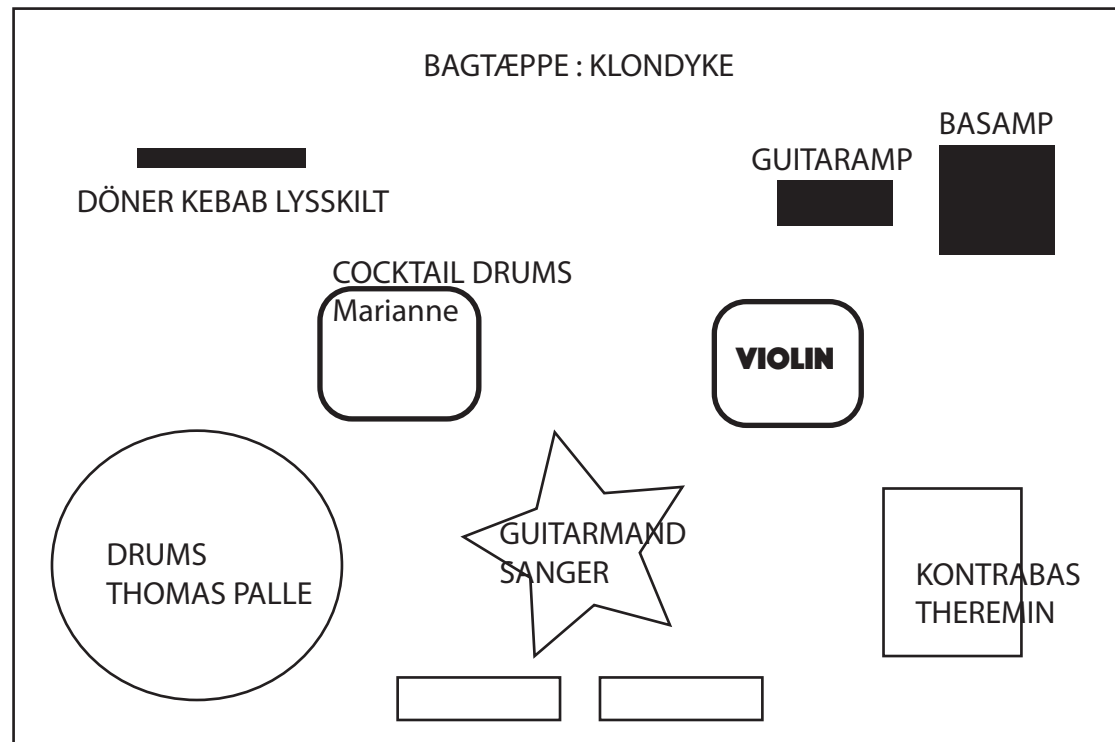 BAGTÆPPE : KLONDYKE
BASAMP
GUITARAMP
DÖNER KEBAB LYSSKILT
COCKTAIL DRUMS
Marianne
VIOLIN
GUITARMAND
SANGER
DRUMS
THOMAS PALLE
KONTRABAS
THEREMIN